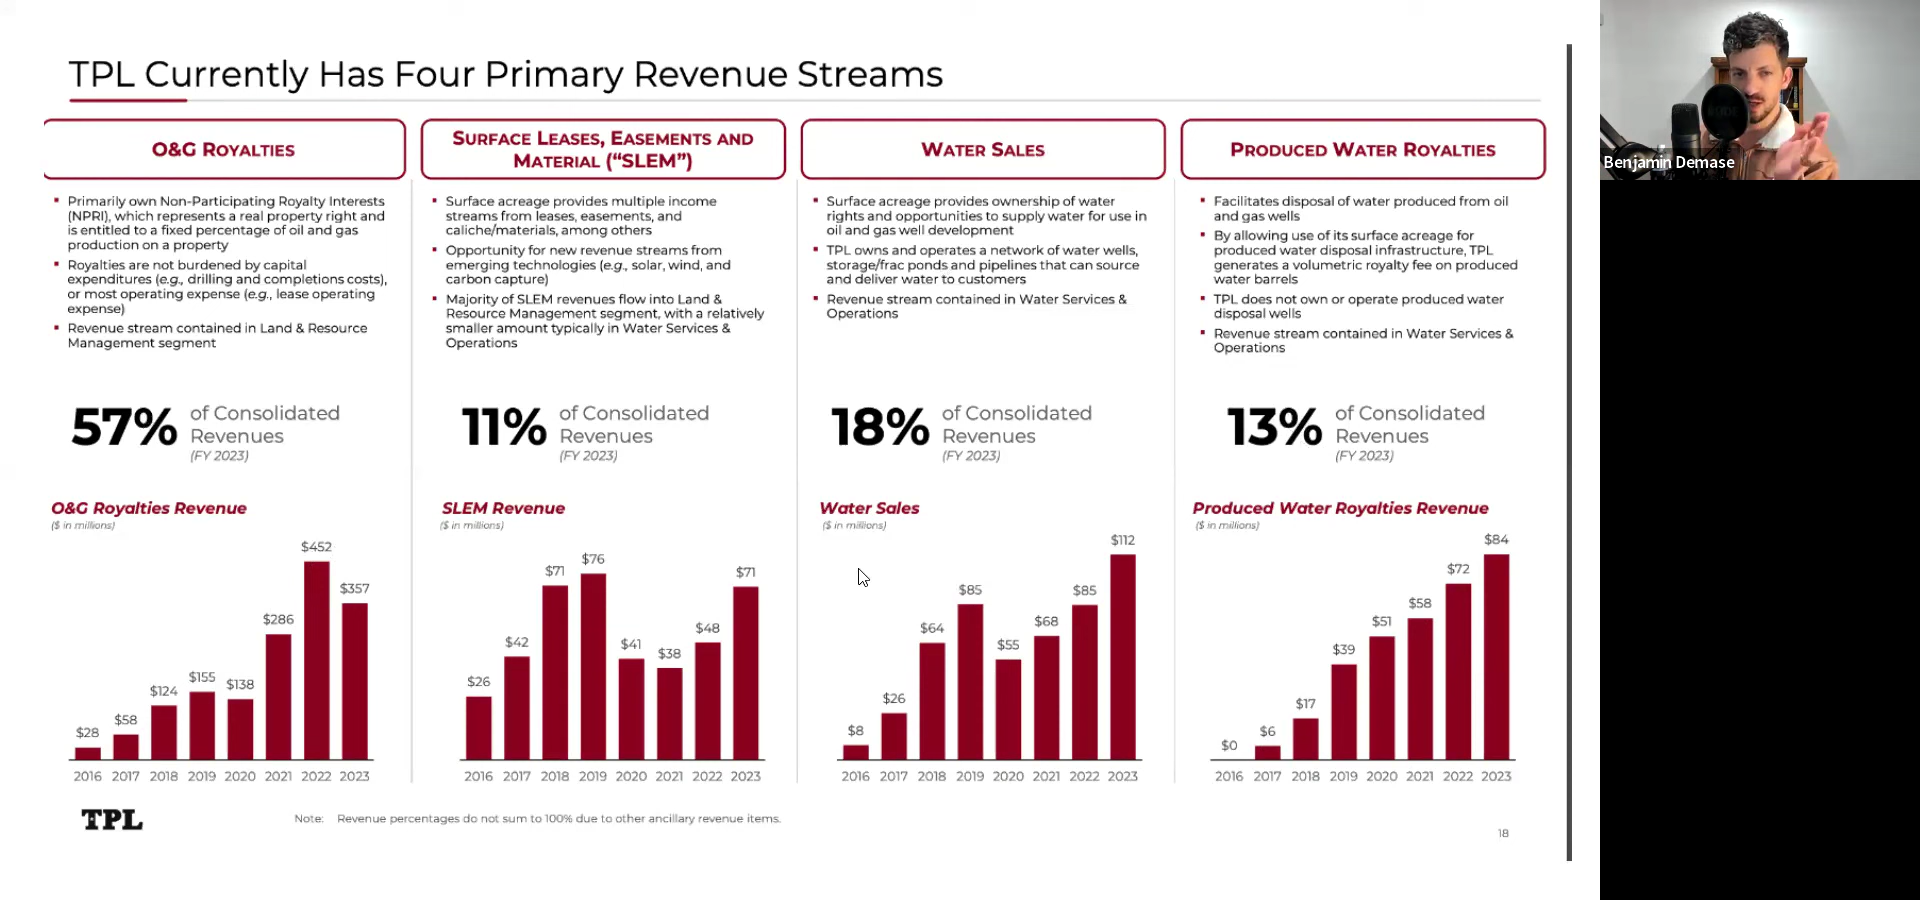 TPL Currently Has Four Primary Revenue Streams
O&G ROYALTIES
Primarily own Non-Participating Royalty Interests
(NPRI), which represents a real property right and
is entitled to a fixed percentage of oil and gas
production on a property
Royalties are not burdened by capital
expenditures (e.g., drilling and completions costs),
or most operating expense (e.g., lease operating
expense)
Revenue stream contained in Land & Resource
Management segment
57%
of Consolidated
Revenues
(FY 2023)
O&G Royalties Revenue
($ in millions)
$28 $58 $124 $155 $138 $286 $452 $357
2016 2017 2018 2019 2020 2021 2022 2023
SURFACE LEASES, EASEMENTS AND
MATERIAL (“SLEM”)
Surface acreage provides multiple income
streams from leases, easements, and
caliche/materials, among others
Opportunity for new revenue streams from
emerging technologies (e.g., solar, wind, and
carbon capture)
Majority of SLEM revenues flow into Land &
Resource Management segment, with a relatively
smaller amount typically in Water Services &
Operations
11%
of Consolidated
Revenues
(FY 2023)
SLEM Revenue
($ in millions)
$26 $42 $71 $76 $41 $38 $48 $71
2016 2017 2018 2019 2020 2021 2022 2023
WATER SALES
Surface acreage provides ownership of water
rights and opportunities to supply water for use in
oil and gas well development
TPL owns and operates a network of water wells,
storage/frac ponds and pipelines that can source
and deliver water to customers
Revenue stream contained in Water Services &
Operations
18%
of Consolidated
Revenues
(FY 2023)
Water Sales
($ in millions)
$8 $26 $64 $85 $55 $68 $85 $112
2016 2017 2018 2019 2020 2021 2022 2023
PRODUCED WATER ROYALTIES
Facilitates disposal of water produced from oil
and gas wells
By allowing use of its surface acreage for
produced water disposal infrastructure, TPL
generates a volumetric royalty fee on produced
water barrels
TPL does not own or operate produced water
disposal wells
Revenue stream contained in Water Services &
Operations
13%
of Consolidated
Revenues
(FY 2023)
Produced Water Royalties Revenue
($ in millions)
$0 $6 $17 $39 $51 $58 $72 $84
2016 2017 2018 2019 2020 2021 2022 2023
TPL
Note: Revenue percentages do not sum to 100% due to other ancillary revenue items.
18
Benjamin Demase